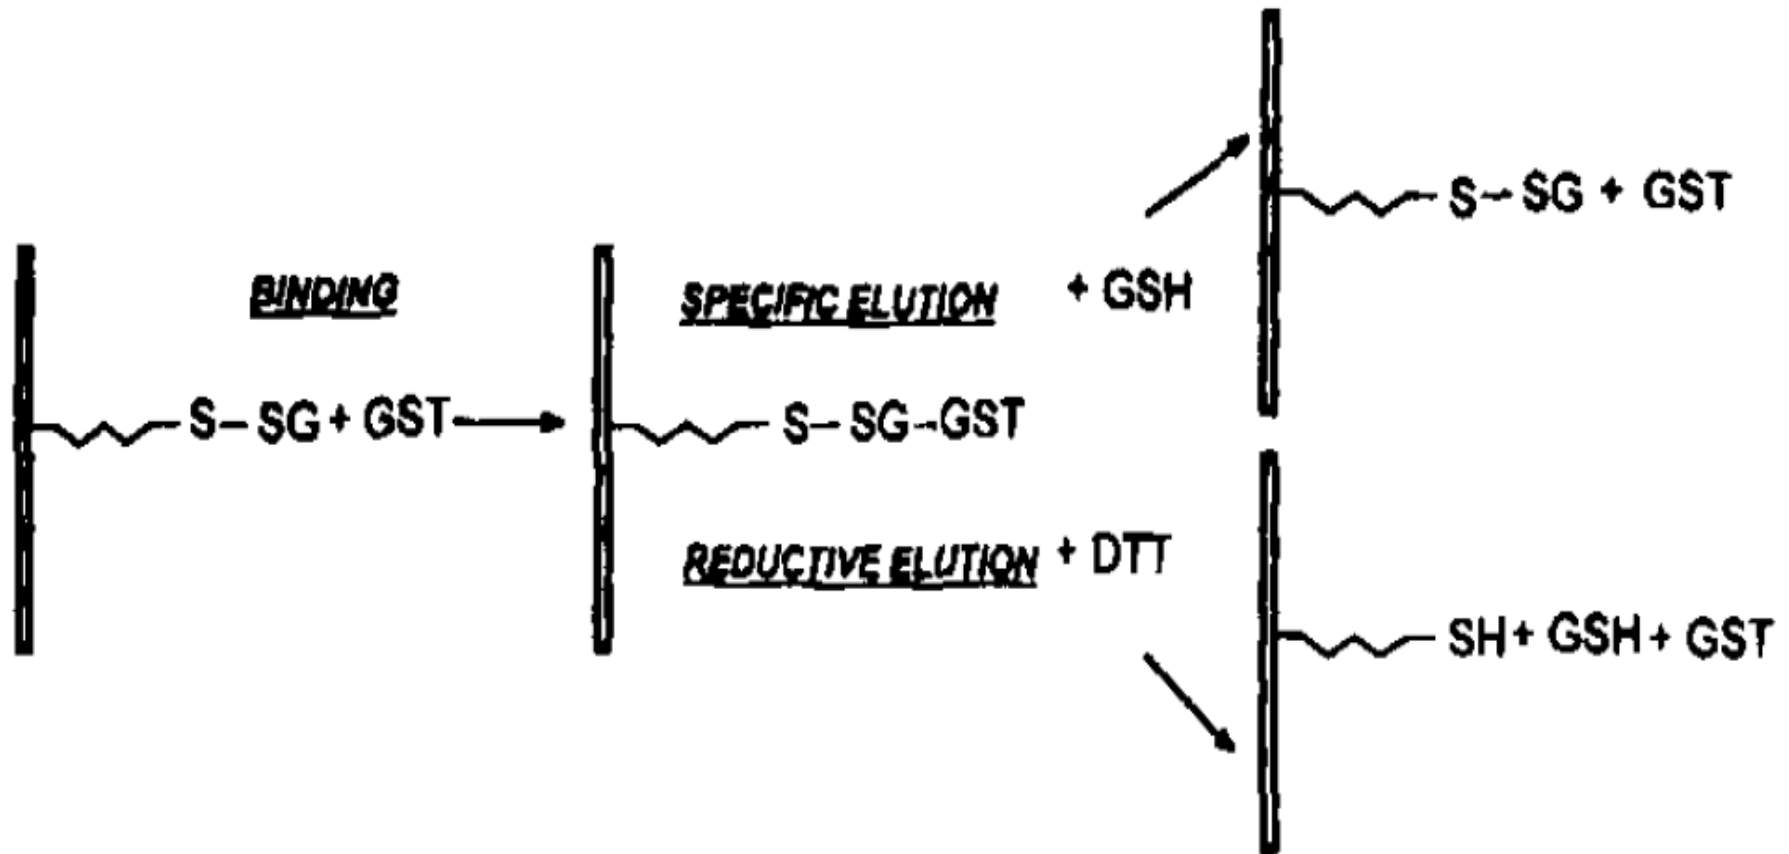 BINDING
S-SG + GST
SPECIFIC ELUTION + GSH
S-SG-GST
REDUCTIVE ELUTION + DTT
S-SG + GST
SH + GSH + GST